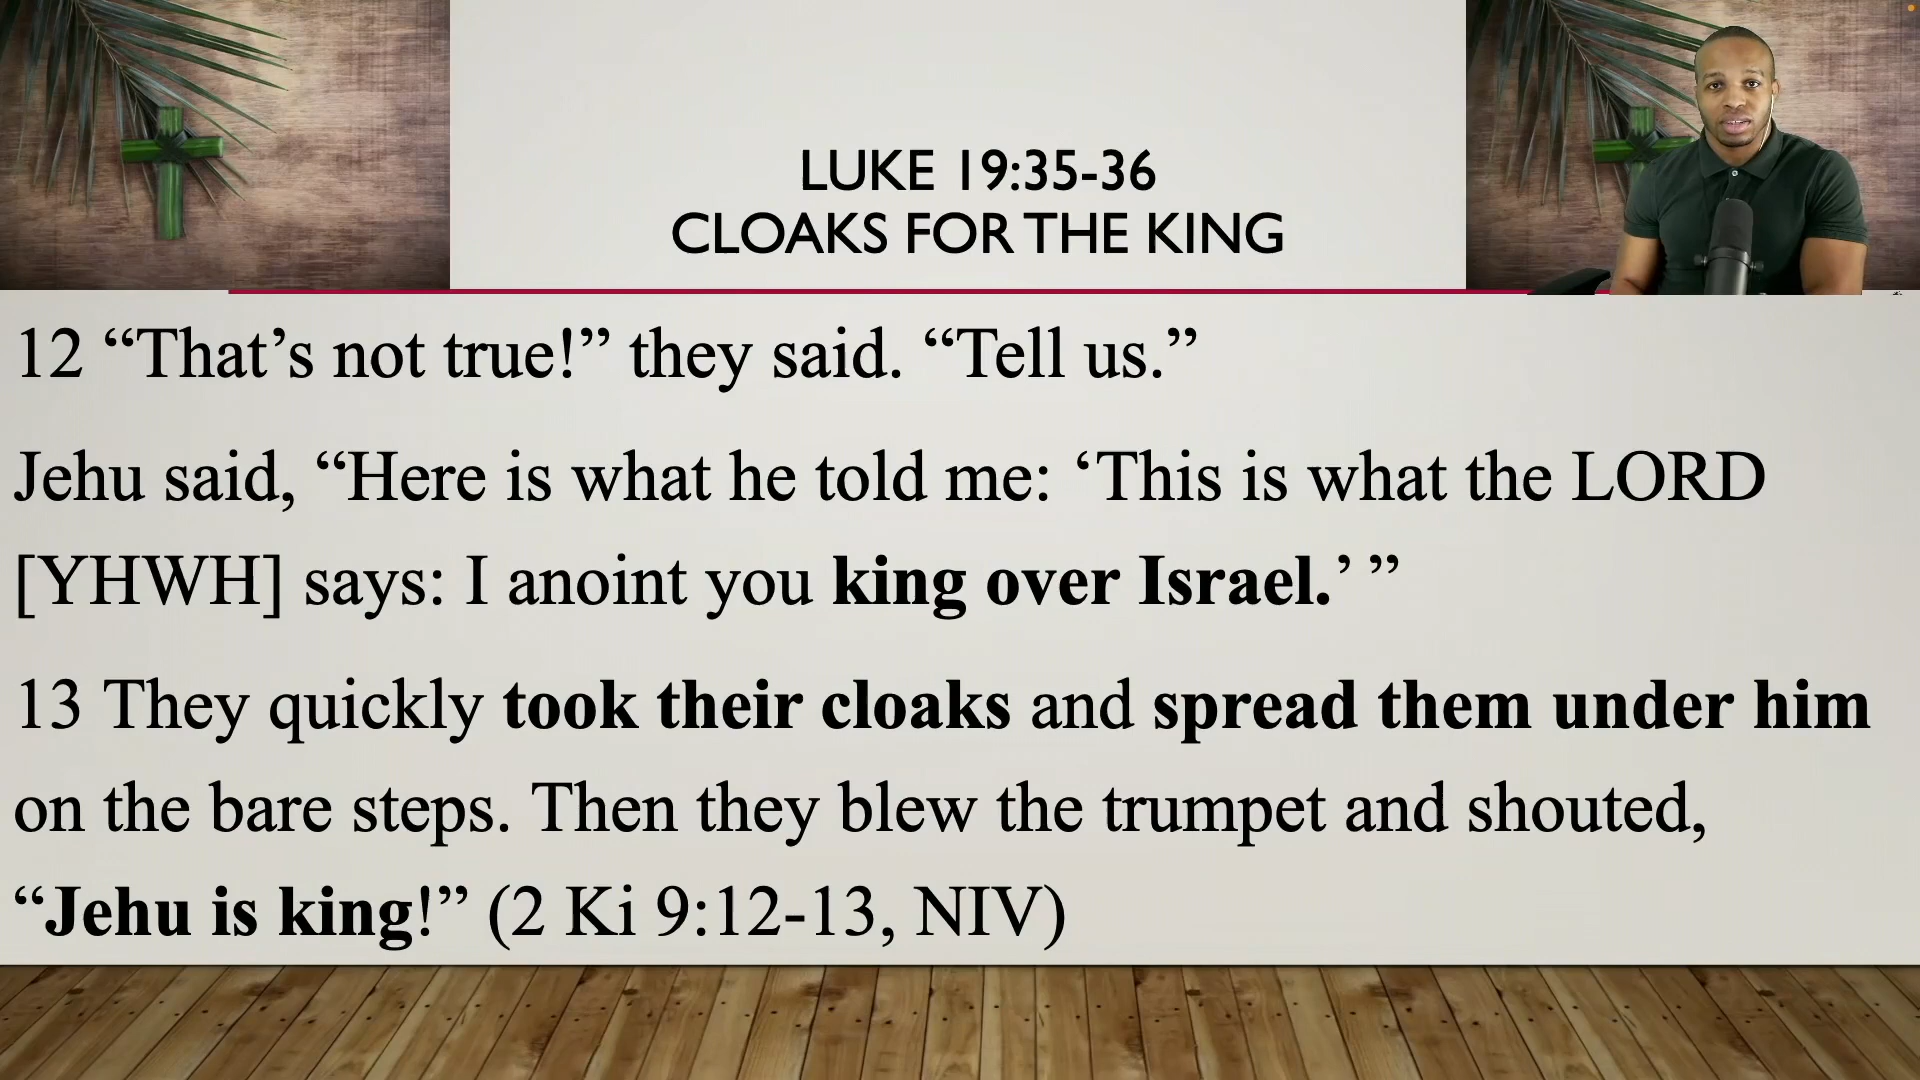 LUKE 19:35-36
CLOAKS FOR THE KING
12 “That’s not true!” they said. “Tell us.”
Jehu said, “Here is what he told me: ‘This is what the LORD
[YHWH] says: I anoint you king over Israel.’ ”
13 They quickly took their cloaks and spread them under him
on the bare steps. Then they blew the trumpet and shouted,
“Jehu is king!” (2 Ki 9:12-13, NIV)